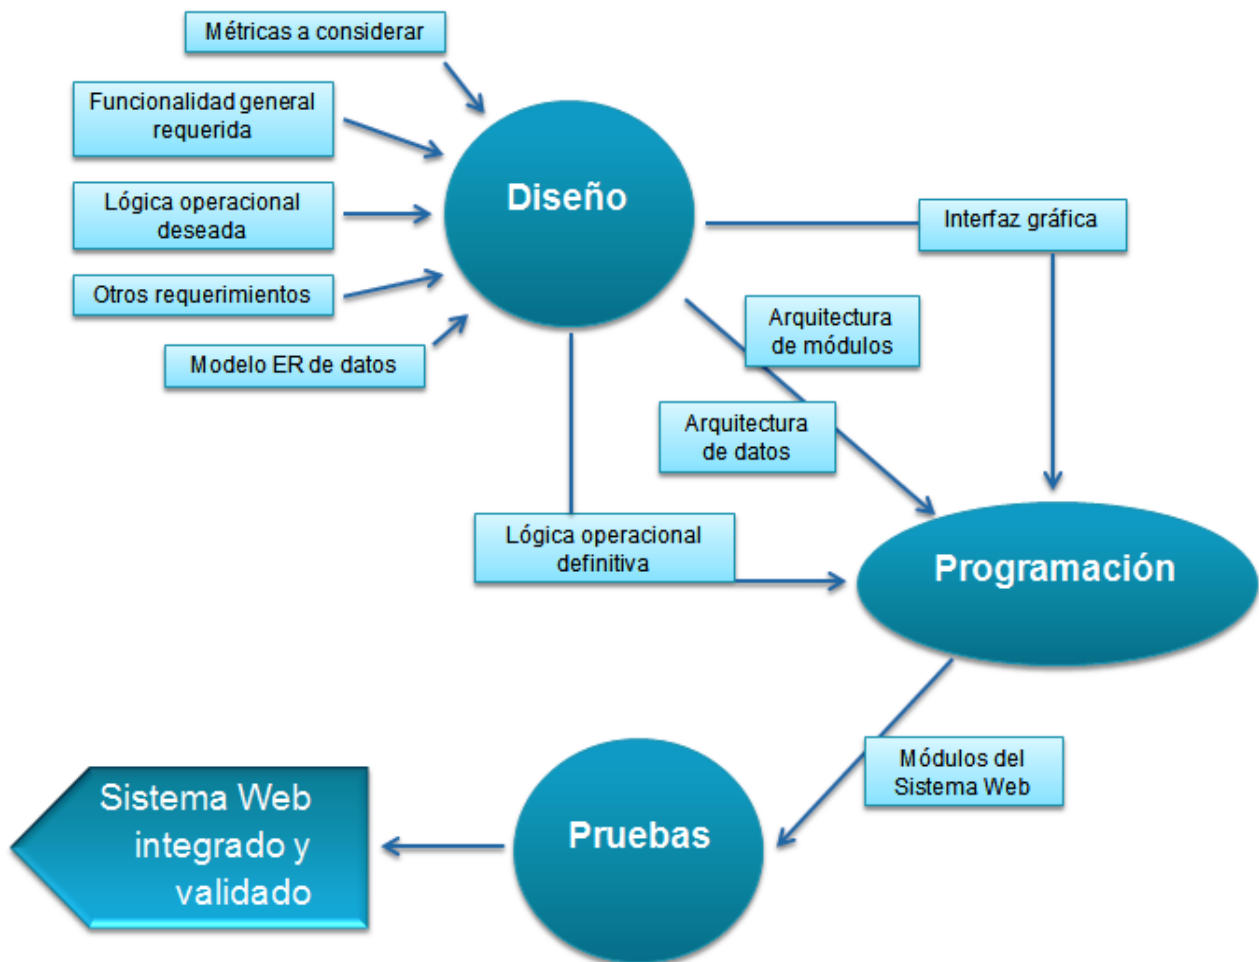 Métricas a considerar
Funcionalidad general
requerida
Lógica operacional
deseada
Otros requerimientos
Modelo ER de datos
Diseño
Interfaz gráfica
Arquitectura
de módulos
Arquitectura
de datos
Lógica operacional
definitiva
Programación
Módulos del
Sistema Web
Pruebas
Sistema Web
integrado y
validado